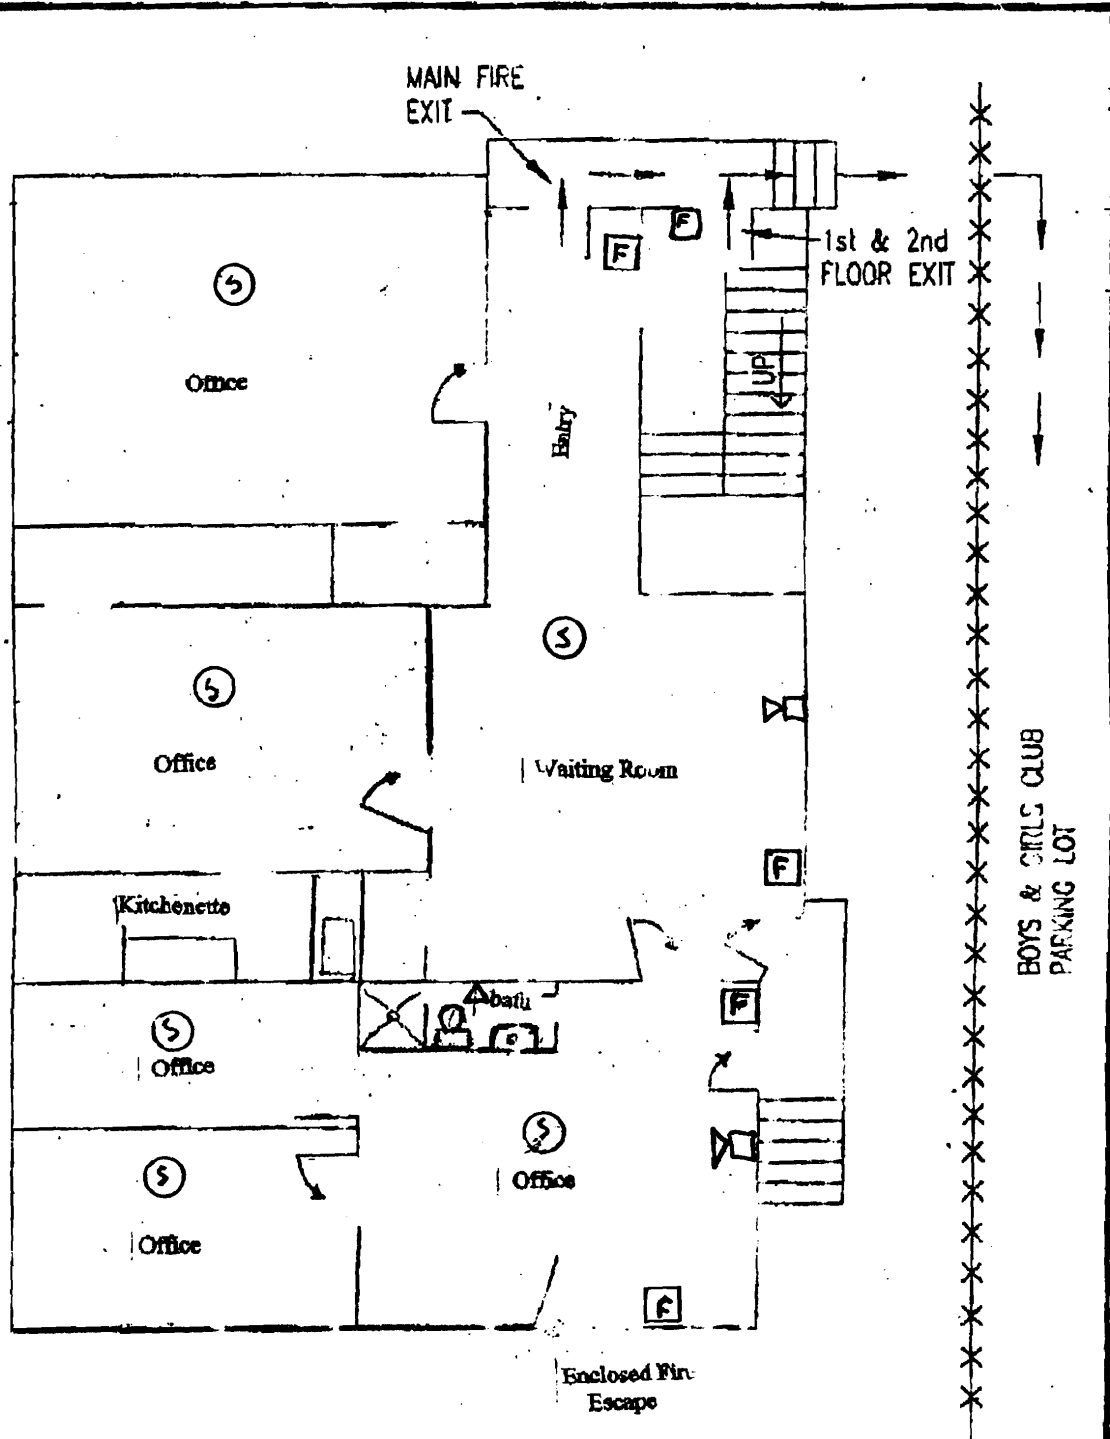 MAIN FIRE
EXIT
F
F
1st & 2nd
FLOOR EXIT
S
Office
UP
Entry
S
S
Office
Waiting Room
BOYS & GIRLS CLUB
PARKING LOT
F
Kitchenette
bath
F
S
Office
S
Office
S
Office
F
Enclosed Fire
Escape